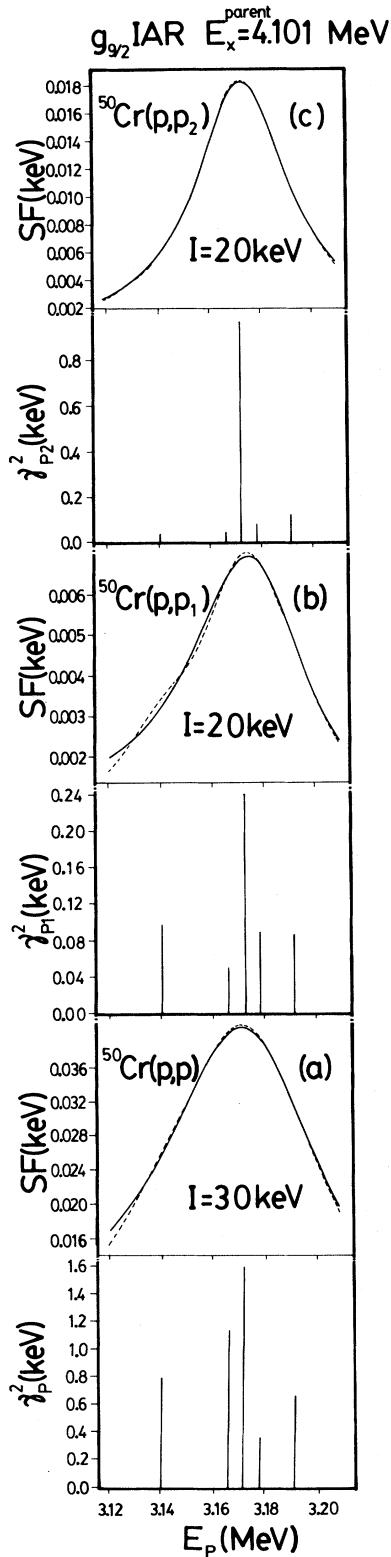 g9/2 IAR Ex^parent=4.101 MeV
0.018
0.016
0.014
0.012
0.010
0.008
0.006
0.004
0.002
SF(keV)
50Cr(p,p2)
(c)
I=20keV
0.8
0.6
0.4
0.2
0.0
γ²P2(keV)
0.006
0.005
0.004
0.003
0.002
SF(keV)
50Cr(p,p1)
(b)
I=20keV
0.24
0.20
0.16
0.12
0.08
0.04
0.00
γ²P1(keV)
0.036
0.032
0.028
0.024
0.020
0.016
SF(keV)
50Cr(p,p)
(a)
I=30keV
1.6
1.4
1.2
1.0
0.8
0.6
0.4
0.2
0.0
γ²P(keV)
3.12
3.14
3.16
3.18
3.20
EP(MeV)